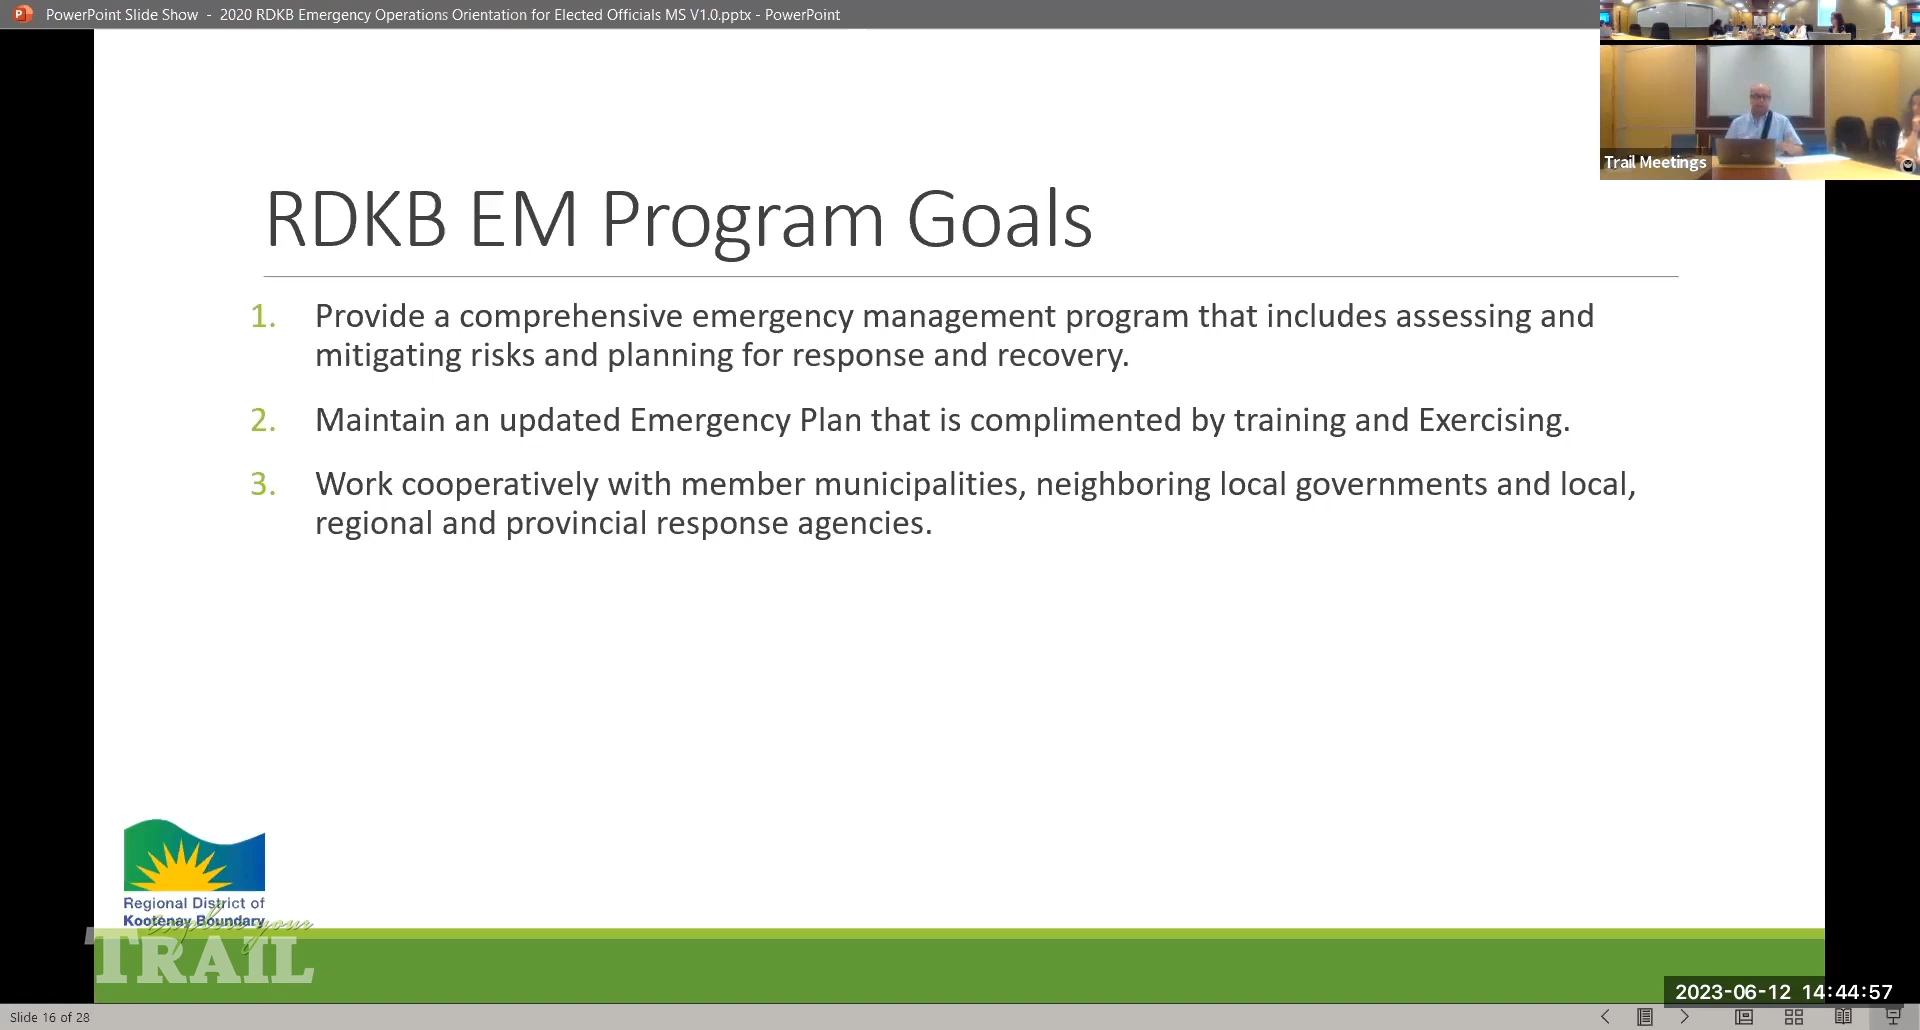 PowerPoint Slide Show - 2020 RDKB Emergency Operations Orientation for Elected Officials MS V1.0.pptx - PowerPoint
Trail Meetings
RDKB EM Program Goals
1. Provide a comprehensive emergency management program that includes assessing and
mitigating risks and planning for response and recovery.
2. Maintain an updated Emergency Plan that is complimented by training and Exercising.
3. Work cooperatively with member municipalities, neighboring local governments and local,
regional and provincial response agencies.
Regional District of
Kootenay Boundary
explore your
TRAIL
2023-06-12 14:44:57
Slide 16 of 28